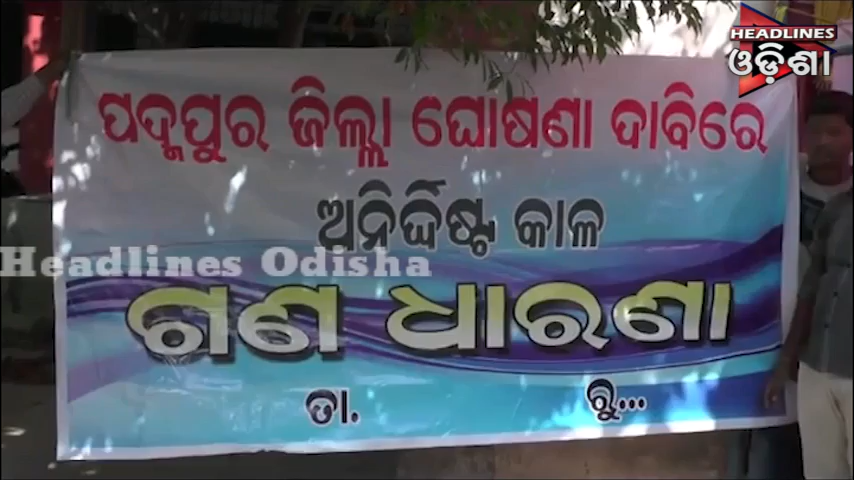 HEADLINES
ଓଡ଼ିଶା
ପଦ୍ମପୁର ଜିଲ୍ଲା ଘୋଷଣା ଦାବିରେ
ଅନିର୍ଦ୍ଧିଷ୍ଟ କାଳ
Headlines Odisha
ଗଣ ଧାରଣା
ତା. ରୁ...